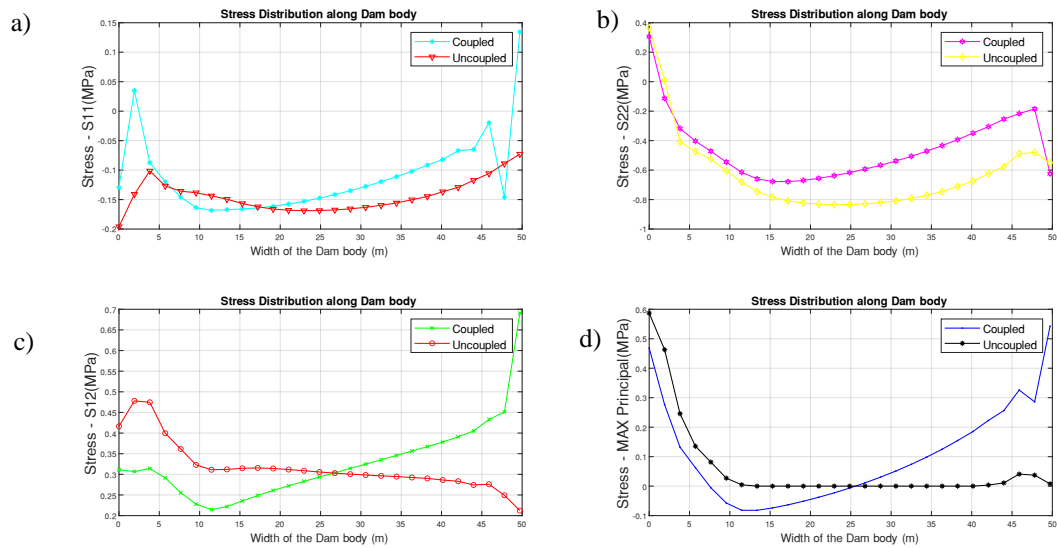 a)
Stress Distribution along Dam body
0.15
0.1
0.05
0
-0.05
-0.1
-0.15
-0.2
Stress - S11(MPa)
Coupled
Uncoupled
0 5 10 15 20 25 30 35 40 45 50
Width of the Dam body (m)
b)
Stress Distribution along Dam body
0.4
0.2
0
-0.2
-0.4
-0.6
-0.8
-1
Stress - S22(MPa)
Coupled
Uncoupled
0 5 10 15 20 25 30 35 40 45 50
Width of the Dam body (m)
c)
Stress Distribution along Dam body
0.7
0.65
0.6
0.55
0.5
0.45
0.4
0.35
0.3
0.25
0.2
Stress - S12(MPa)
Coupled
Uncoupled
0 5 10 15 20 25 30 35 40 45 50
Width of the Dam body (m)
d)
Stress Distribution along Dam body
0.6
0.5
0.4
0.3
0.2
0.1
0
-0.1
Stress - MAX Principal(MPa)
Coupled
Uncoupled
0 5 10 15 20 25 30 35 40 45 50
Width of the Dam body (m)